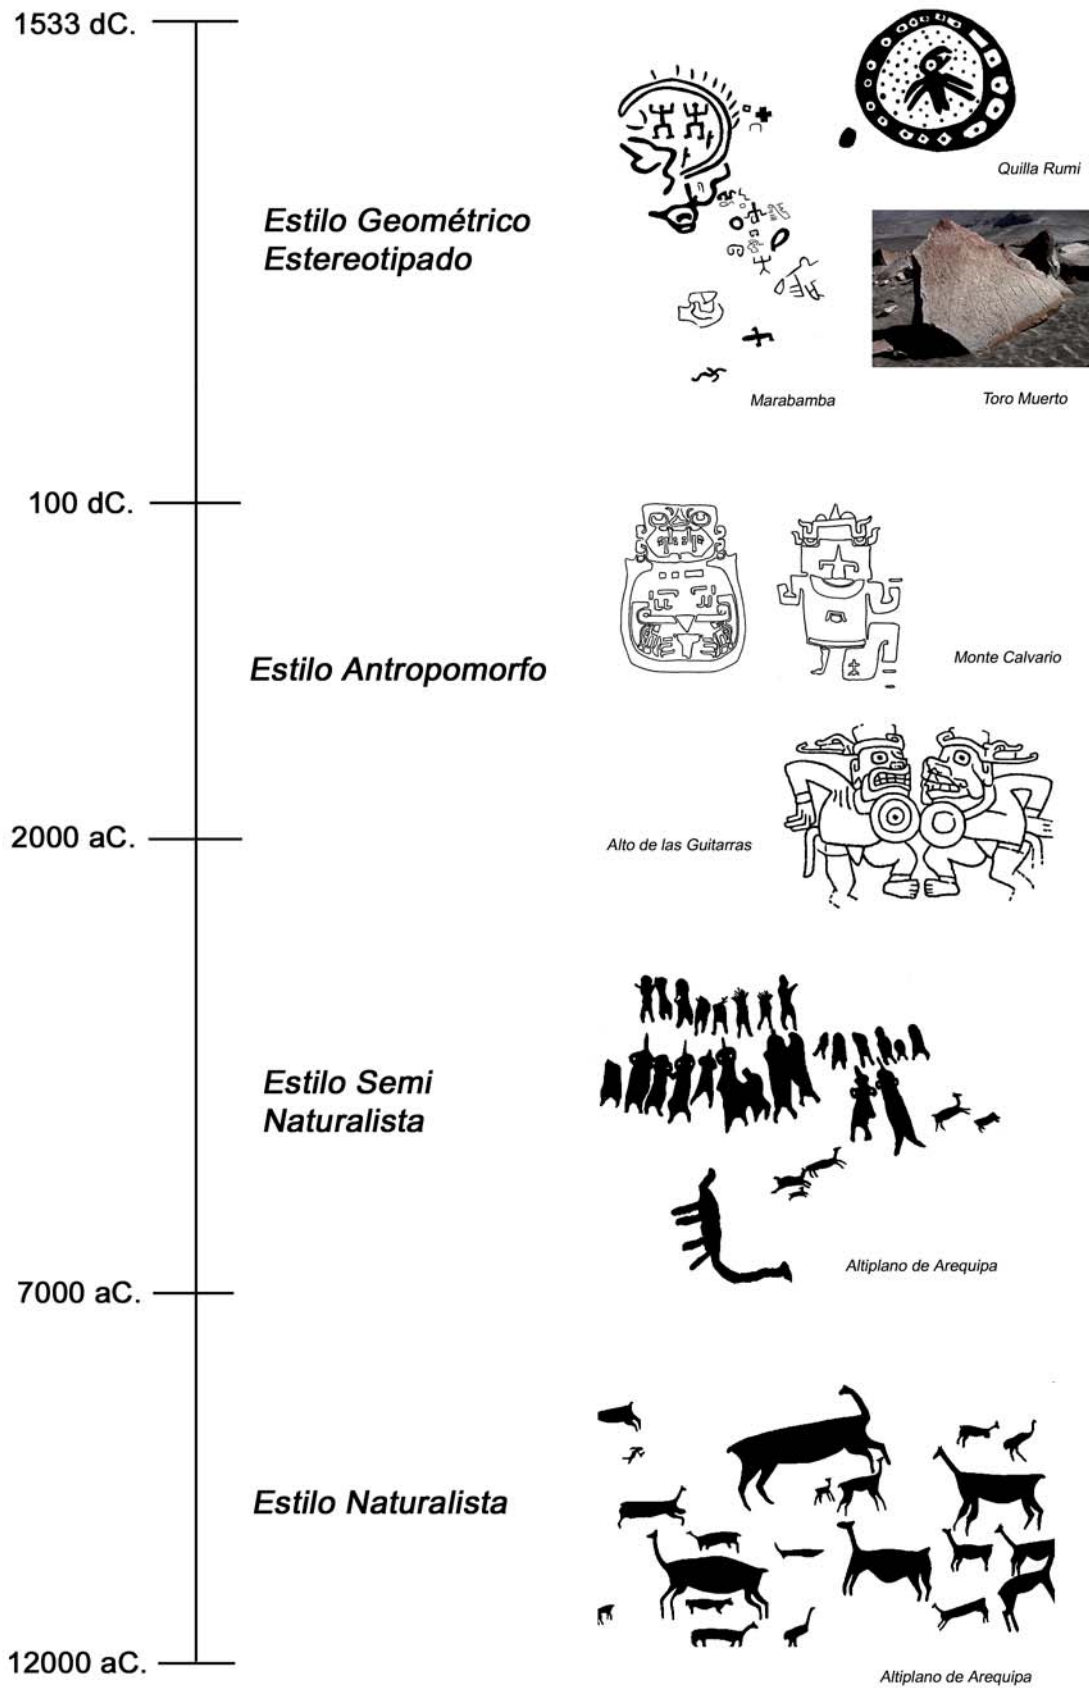 1533 dC.
Quilla Rumi
Estilo Geométrico
Estereotipado
Marabamba
Toro Muerto
100 dC.
Estilo Antropomorfo
Monte Calvario
2000 aC.
Alto de las Guitarras
Estilo Semi
Naturalista
Altiplano de Arequipa
7000 aC.
Estilo Naturalista
12000 aC.
Altiplano de Arequipa